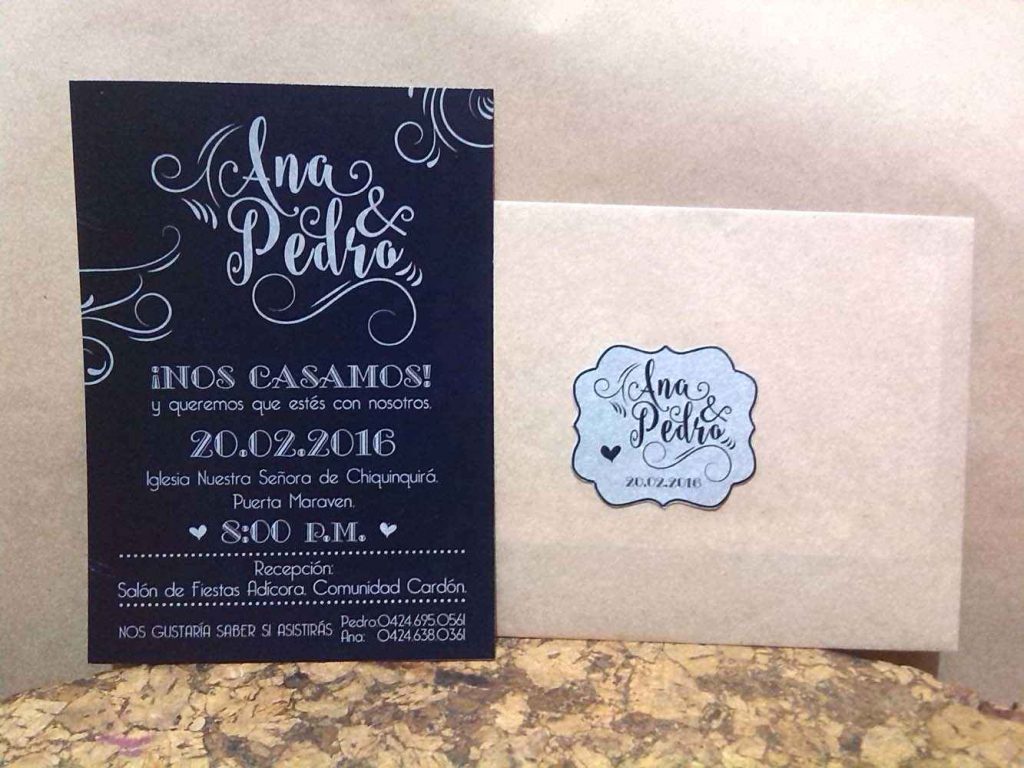 Ana
&
Pedro
¡NOS CASAMOS!
y queremos que estés con nosotros.
20.02.2016
Iglesia Nuestra Señora de Chiquinquirá.
Puerta Maraven.
8:00 P.M.
Recepción:
Salón de Fiestas Adícora. Comunidad Cardón.
NOS GUSTARÍA SABER SI ASISTIRÁS
Pedro:0424.695.0561
Ana: 0424.638.0361
Ana
&
Pedro
20.02.2016